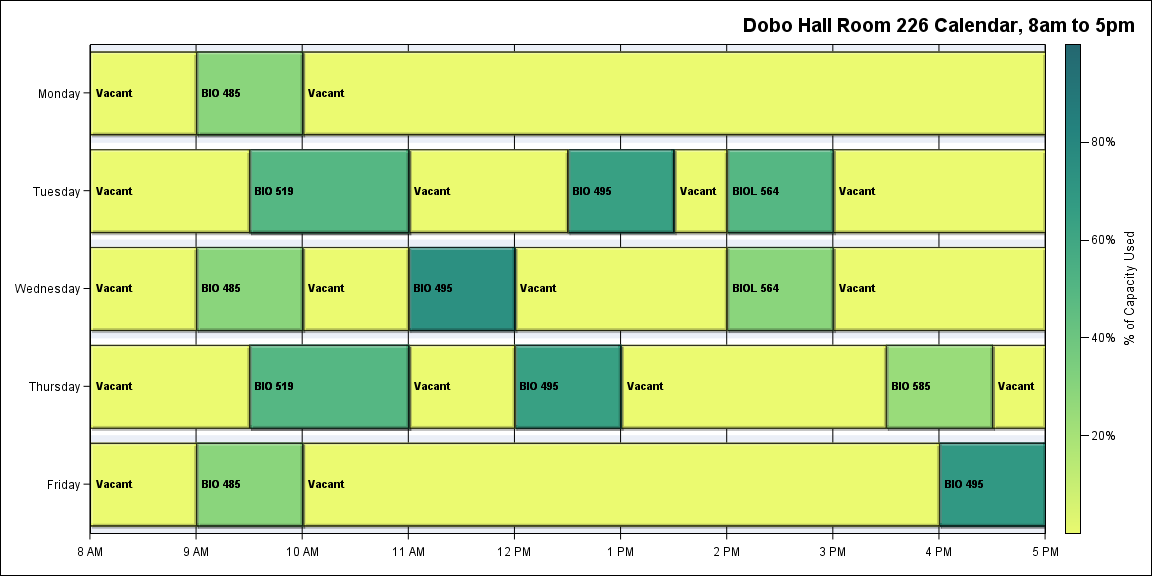 Dobo Hall Room 226 Calendar, 8am to 5pm
Monday Vacant BIO 485 Vacant
Tuesday Vacant BIO 519 Vacant BIO 495 Vacant BIOL 564 Vacant
Wednesday Vacant BIO 485 Vacant BIO 495 Vacant BIOL 564 Vacant
Thursday Vacant BIO 519 Vacant BIO 495 Vacant BIO 585 Vacant
Friday Vacant BIO 485 Vacant BIO 495
8 AM 9 AM 10 AM 11 AM 12 PM 1 PM 2 PM 3 PM 4 PM 5 PM
80%
60%
40%
20%
% of Capacity Used